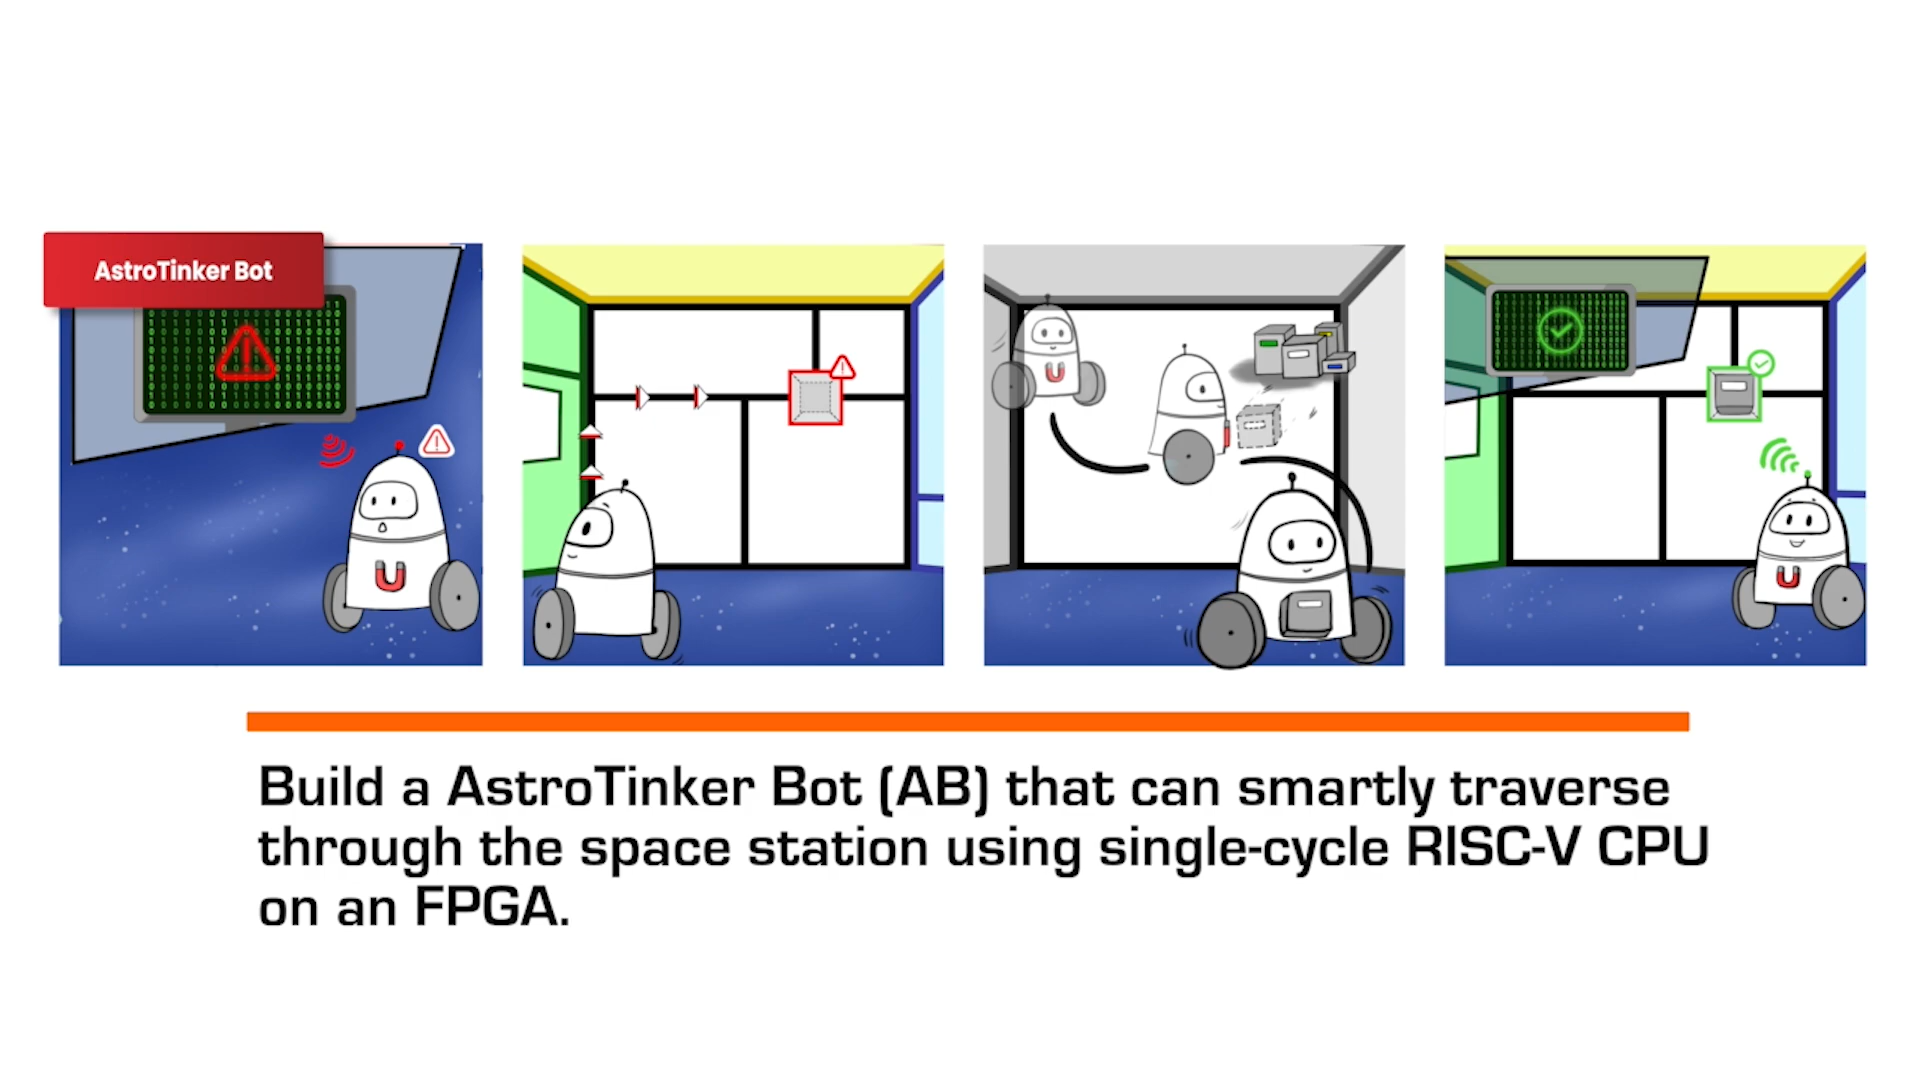 AstroTinker Bot
Build a AstroTinker Bot (AB) that can smartly traverse
through the space station using single-cycle RISC-V CPU
on an FPGA.